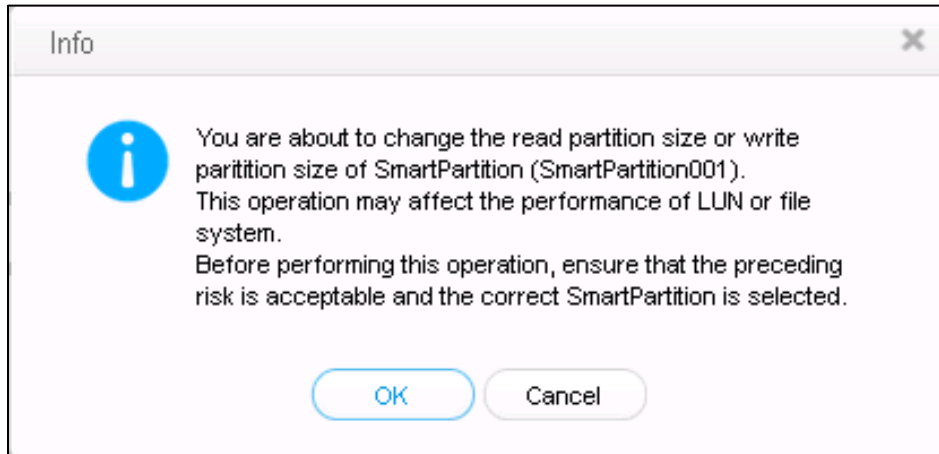 Info
You are about to change the read partition size or write
paritition size of SmartPartition (SmartPartition001).
This operation may affect the performance of LUN or file
system.
Before performing this operation, ensure that the preceding
risk is acceptable and the correct SmartPartition is selected.
OK Cancel